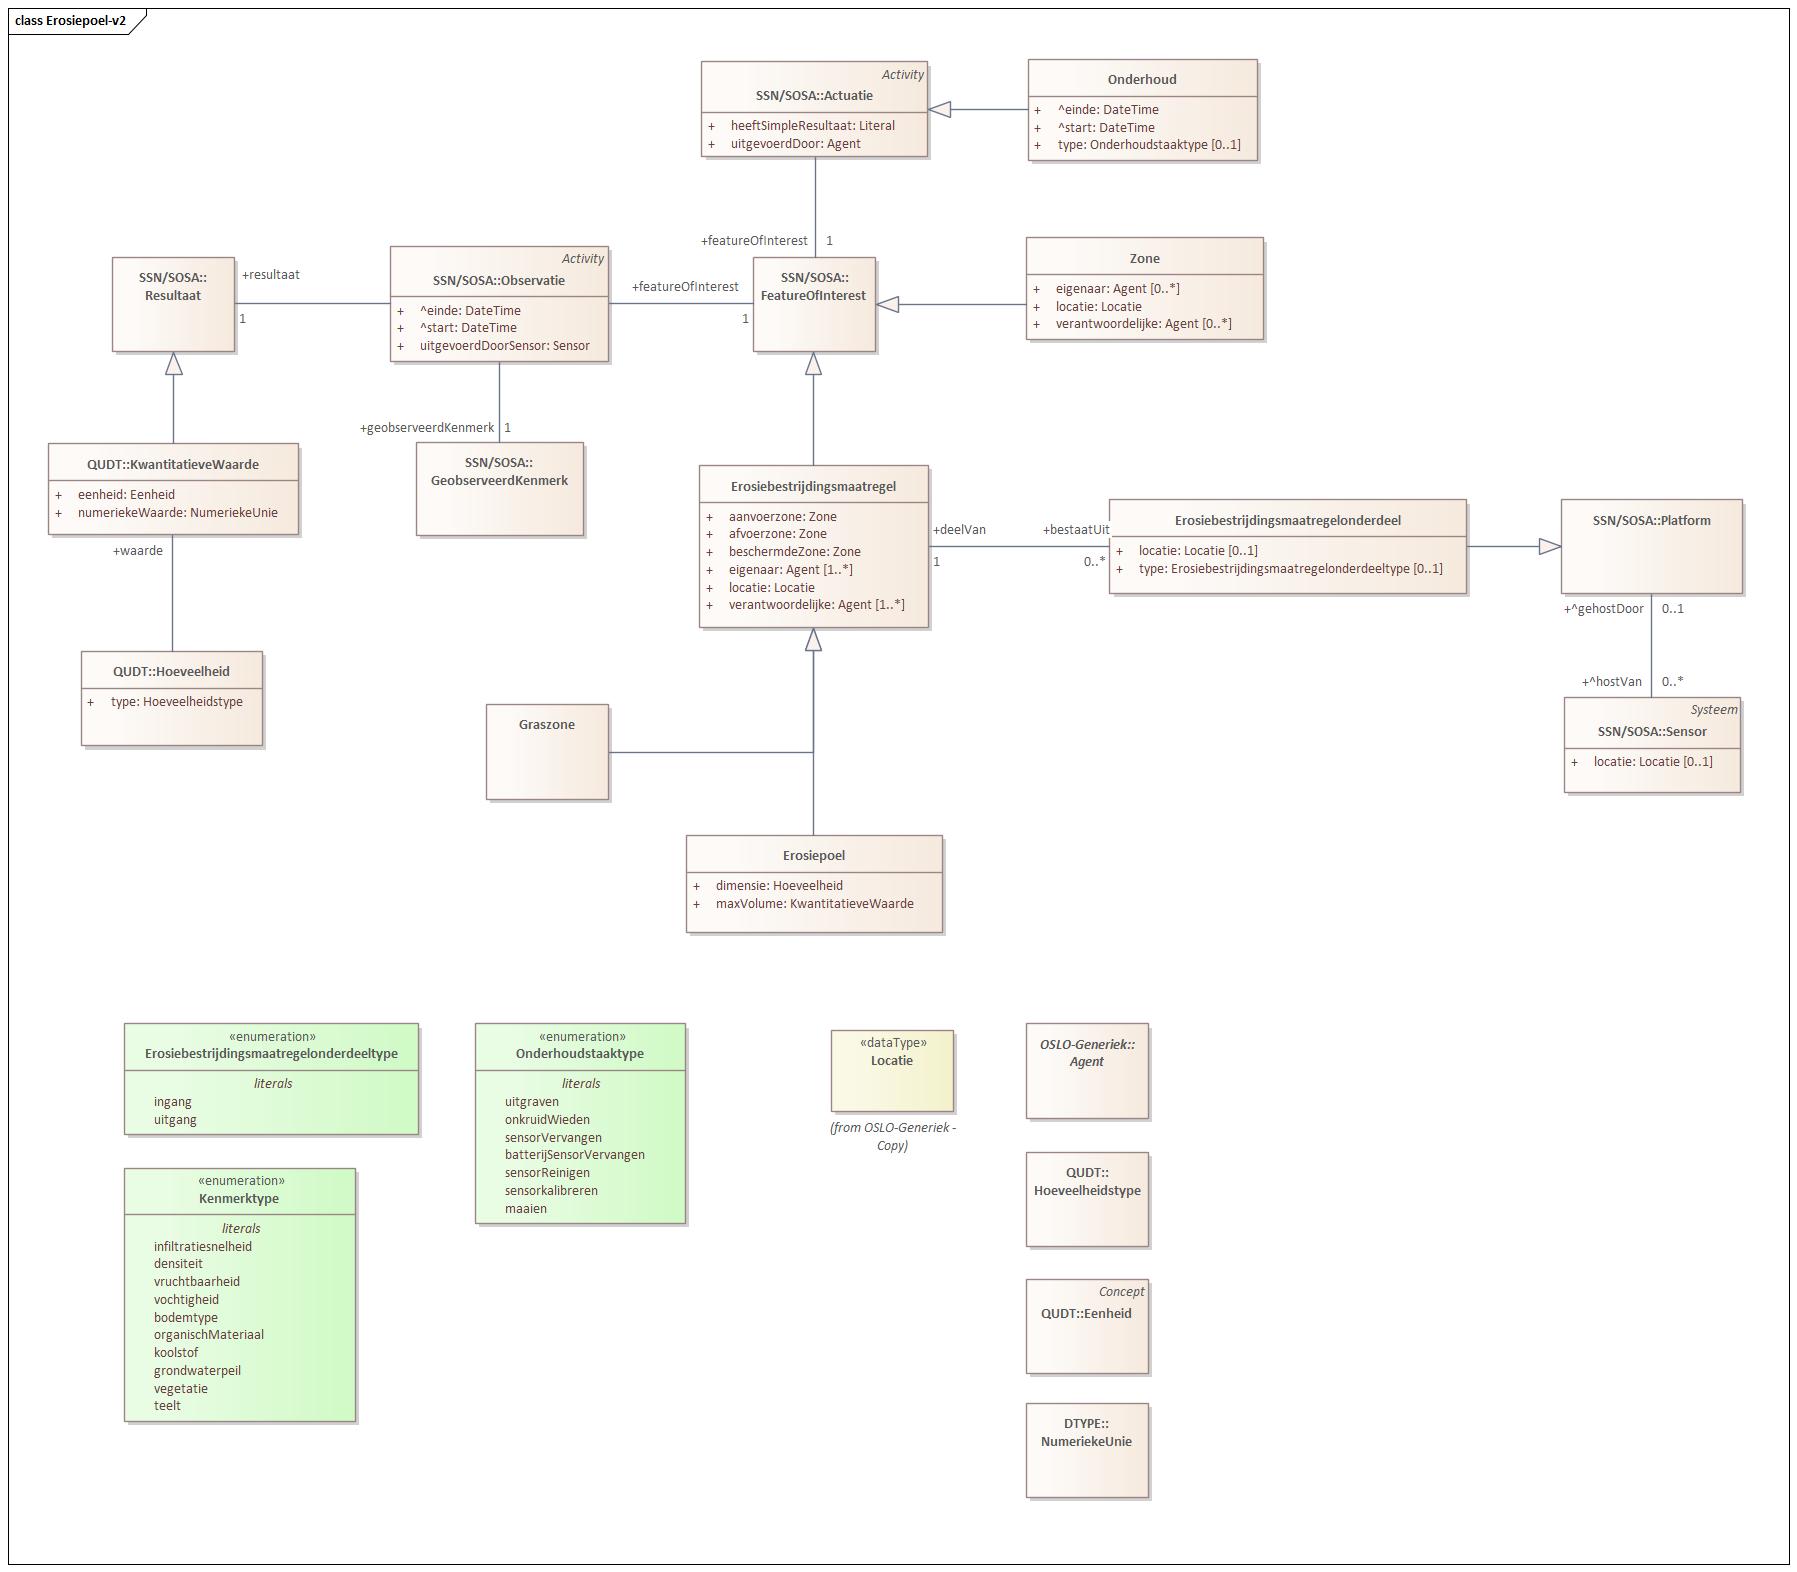 class Erosiepoel-v2
Activity
SSN/SOSA::Actuatie
+ heeftSimpleResultaat: Literal
+ uitgevoerdDoor: Agent
Onderhoud
+ ^einde: DateTime
+ ^start: DateTime
+ type: Onderhoudstaaktype [0..1]
+featureOfInterest 1
SSN/SOSA::
Resultaat
+resultaat
1
Activity
SSN/SOSA::Observatie
+ ^einde: DateTime
+ ^start: DateTime
+ uitgevoerdDoorSensor: Sensor
+featureOfInterest
1
SSN/SOSA::
FeatureOfInterest
Zone
+ eigenaar: Agent [0..*]
+ locatie: Locatie
+ verantwoordelijke: Agent [0..*]
+geobserveerdKenmerk 1
SSN/SOSA::
GeobserveerdKenmerk
QUDT::KwantitatieveWaarde
+ eenheid: Eenheid
+ numeriekeWaarde: NumeriekeUnie
+waarde
QUDT::Hoeveelheid
+ type: Hoeveelheidstype
Erosiebestrijdingsmaatregel
+ aanvoerzone: Zone
+ afvoerzone: Zone
+ beschermdeZone: Zone
+ eigenaar: Agent [1..*]
+ locatie: Locatie
+ verantwoordelijke: Agent [1..*]
+deelVan
1
+bestaatUit
0..*
Erosiebestrijdingsmaatregelonderdeel
+ locatie: Locatie [0..1]
+ type: Erosiebestrijdingsmaatregelonderdeeltype [0..1]
SSN/SOSA::Platform
+^gehostDoor 0..1
+^hostVan 0..*
Systeem
SSN/SOSA::Sensor
+ locatie: Locatie [0..1]
Graszone
Erosiepoel
+ dimensie: Hoeveelheid
+ maxVolume: KwantitatieveWaarde
«enumeration»
Erosiebestrijdingsmaatregelonderdeeltype
literals
ingang
uitgang
«enumeration»
Kenmerktype
literals
infiltratiesnelheid
densiteit
vruchtbaarheid
vochtigheid
bodemtype
organischMateriaal
koolstof
grondwaterpeil
vegetatie
teelt
«enumeration»
Onderhoudstaaktype
literals
uitgraven
onkruidWieden
sensorVervangen
batterijSensorVervangen
sensorReinigen
sensorkalibreren
maaien
«dataType»
Locatie
(from OSLO-Generiek -
Copy)
OSLO-Generiek::
Agent
QUDT::
Hoeveelheidstype
Concept
QUDT::Eenheid
DTYPE::
NumeriekeUnie